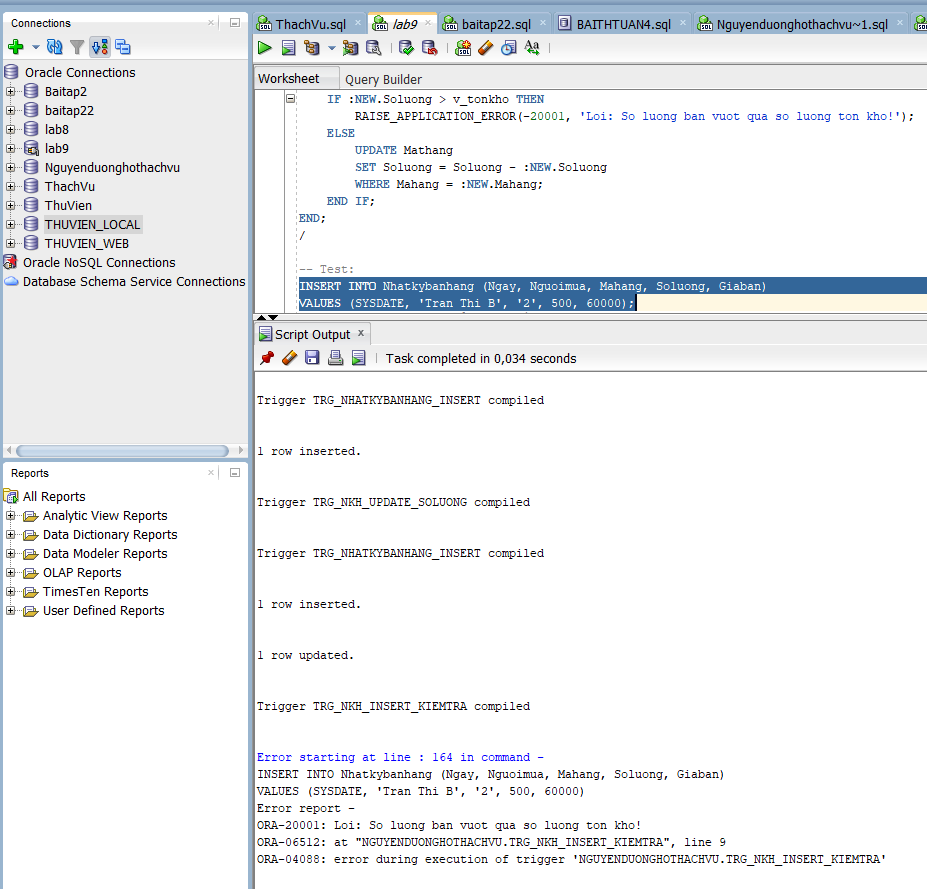 Connections
Oracle Connections
Baitap2
baitap22
lab8
lab9
Nguyenduonghothachvu
ThachVu
ThuVien
THUVIEN_LOCAL
THUVIEN_WEB
Oracle NoSQL Connections
Database Schema Service Connections
Reports
All Reports
Analytic View Reports
Data Dictionary Reports
Data Modeler Reports
OLAP Reports
TimesTen Reports
User Defined Reports
ThachVu.sql lab9 baitap22.sql BAITHTUAN4.sql Nguyenduonghothachvu~1.sql
Worksheet Query Builder
IF :NEW.Soluong > v_tonkho THEN
RAISE_APPLICATION_ERROR(-20001, 'Loi: So luong ban vuot qua so luong ton kho!');
ELSE
UPDATE Mathang
SET Soluong = Soluong - :NEW.Soluong
WHERE Mahang = :NEW.Mahang;
END IF;
END;
/
-- Test:
INSERT INTO Nhatkybanhang (Ngay, Nguoimua, Mahang, Soluong, Giaban)
VALUES (SYSDATE, 'Tran Thi B', '2', 500, 60000);
Script Output
Task completed in 0,034 seconds
Trigger TRG_NHATKYBANHANG_INSERT compiled
1 row inserted.
Trigger TRG_NKH_UPDATE_SOLUONG compiled
Trigger TRG_NHATKYBANHANG_INSERT compiled
1 row inserted.
1 row updated.
Trigger TRG_NKH_INSERT_KIEMTRA compiled
Error starting at line : 164 in command -
INSERT INTO Nhatkybanhang (Ngay, Nguoimua, Mahang, Soluong, Giaban)
VALUES (SYSDATE, 'Tran Thi B', '2', 500, 60000)
Error report -
ORA-20001: Loi: So luong ban vuot qua so luong ton kho!
ORA-06512: at "NGUYENDUONGHOTHACHVU.TRG_NKH_INSERT_KIEMTRA", line 9
ORA-04088: error during execution of trigger 'NGUYENDUONGHOTHACHVU.TRG_NKH_INSERT_KIEMTRA'